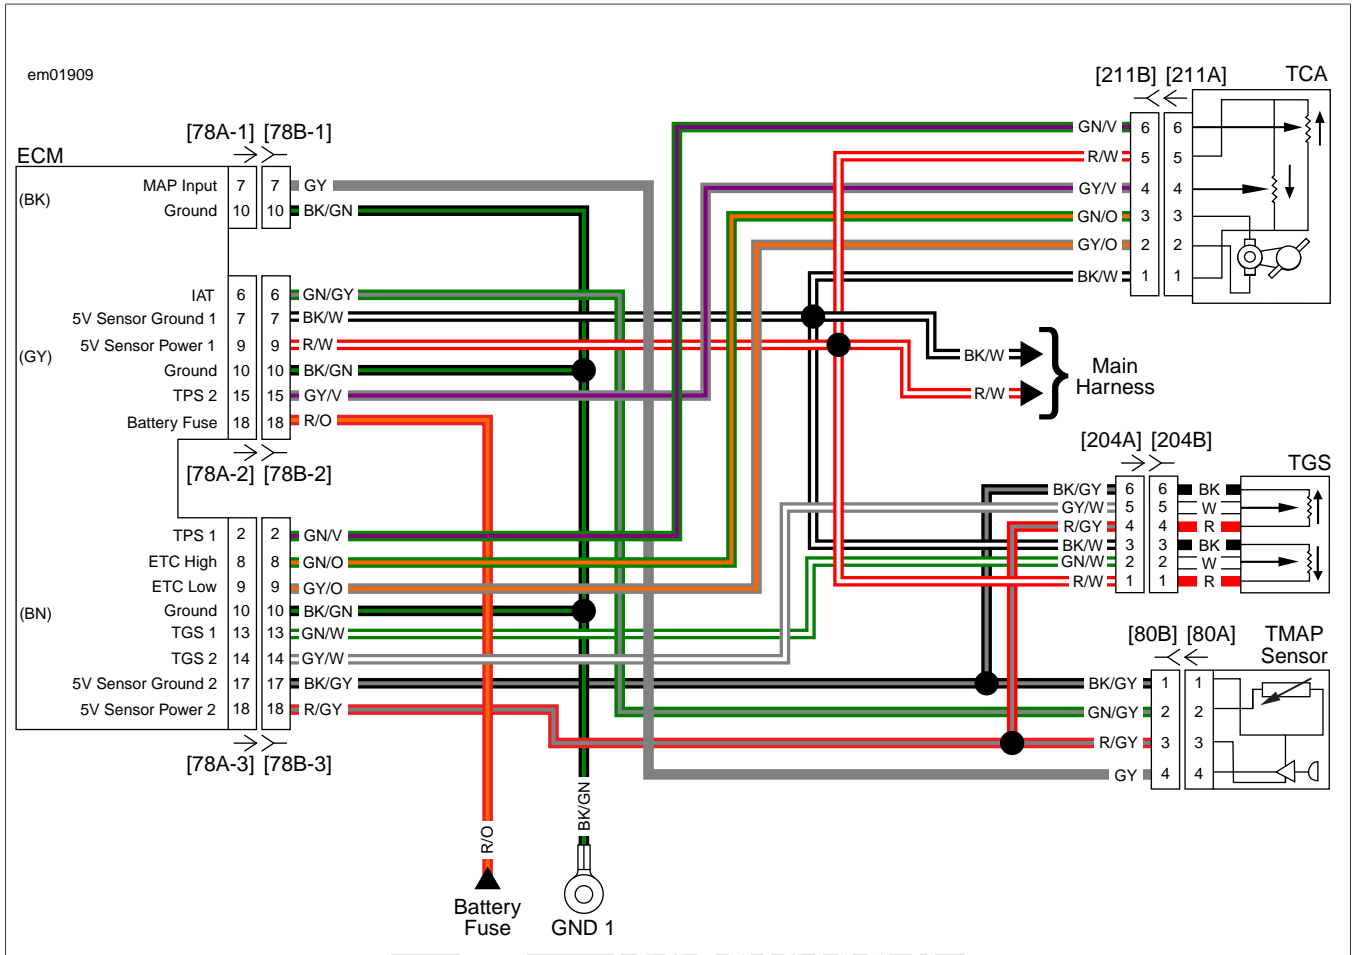 em01909
[211B] [211A] TCA
[78A-1] [78B-1]
ECM
(BK)
MAP Input 7 7 GY
Ground 10 10 BK/GN
GN/V 6 6
R/W 5 5
GY/V 4 4
GN/O 3 3
GY/O 2 2
BK/W 1 1
(GY)
IAT 6 6 GN/GY
5V Sensor Ground 1 7 7 BK/W
5V Sensor Power 1 9 9 R/W
Ground 10 10 BK/GN
TPS 2 15 15 GY/V
Battery Fuse 18 18 R/O
[78A-2] [78B-2]
BK/W
R/W
Main
Harness
[204A] [204B]
TGS
BK/GY 6 6 BK
GY/W 5 5 W
R/GY 4 4 R
BK/W 3 3 BK
GN/W 2 2 W
R/W 1 1 R
(BN)
TPS 1 2 2 GN/V
ETC High 8 8 GN/O
ETC Low 9 9 GY/O
Ground 10 10 BK/GN
TGS 1 13 13 GN/W
TGS 2 14 14 GY/W
5V Sensor Ground 2 17 17 BK/GY
5V Sensor Power 2 18 18 R/GY
[78A-3] [78B-3]
[80B] [80A] TMAP
Sensor
BK/GY 1 1
GN/GY 2 2
R/GY 3 3
GY 4 4
R/O
BK/GN
Battery
Fuse
GND 1